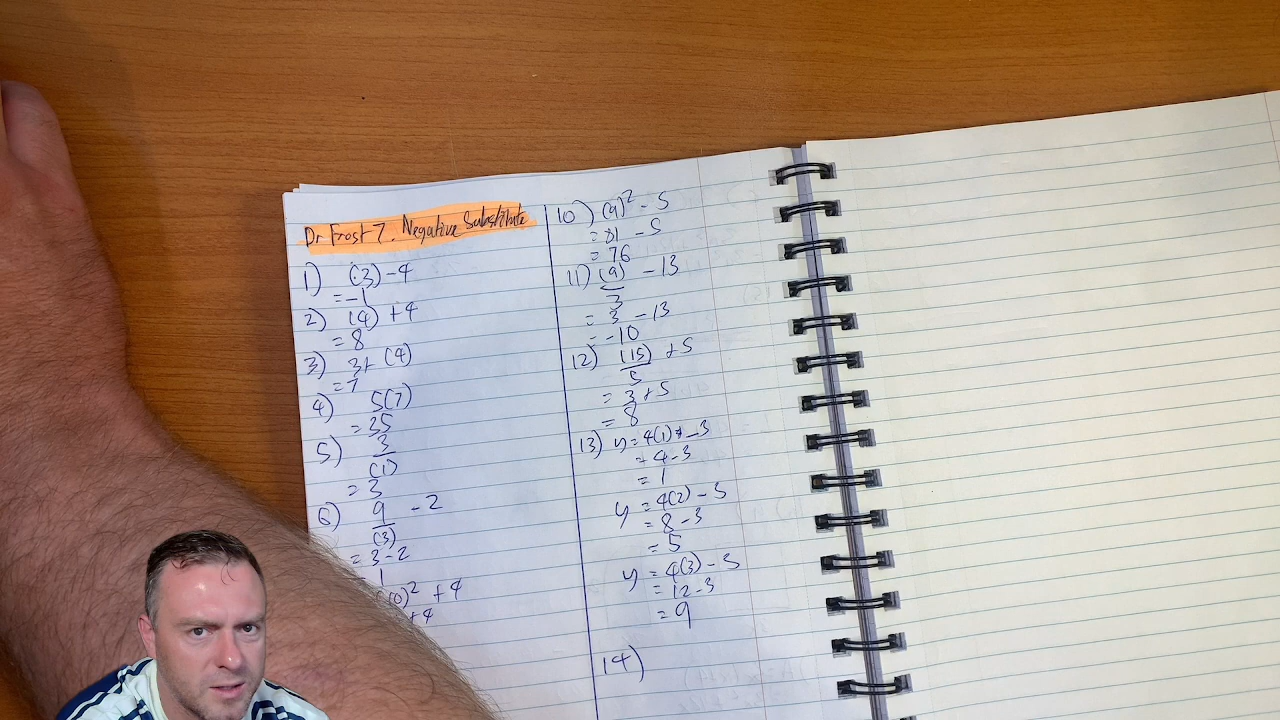 Dr Frost 7. Negative Substitute
1) (3) - 4
= -1
2) (4) + 4
= 8
3) 3 + (4)
= 7
4) 5(7)
= 35
5) 3
(1)
= 3
6) 9 - 2
(3)
= 3 - 2
1
(0)² + 4
+ 4
10) (9)² - 5
= 81 - 5
= 76
11) (9) - 13
3
= 3 - 13
= -10
12) (15) + 5
5
= 3 + 5
= 8
13) y = 4(1) - 3
= 4 - 3
= 1
y = 4(2) - 3
= 8 - 3
= 5
y = 4(3) - 3
= 12 - 3
= 9
14)